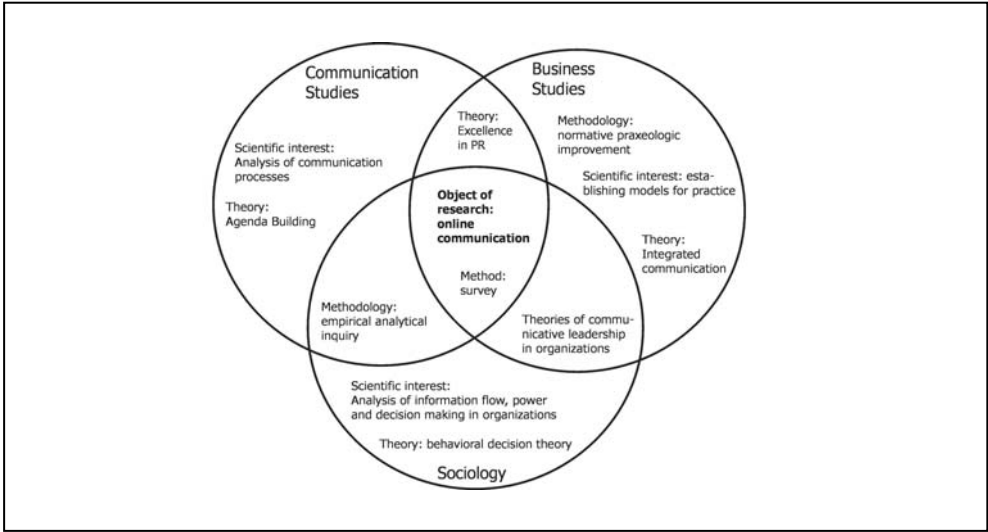 Communication
Studies
Business
Studies
Theory:
Excellence
in PR
Methodology:
normative praxeologic
improvement
Scientific interest:
Analysis of communication
processes
Scientific interest: esta-
blishing models for practice
Object of
research:
online
communication
Theory:
Agenda Building
Theory:
Integrated
communication
Method:
survey
Methodology:
empirical analytical
inquiry
Theories of commu-
nicative leadership
in organizations
Scientific interest:
Analysis of information flow, power
and decision making in organizations
Theory: behavioral decision theory
Sociology